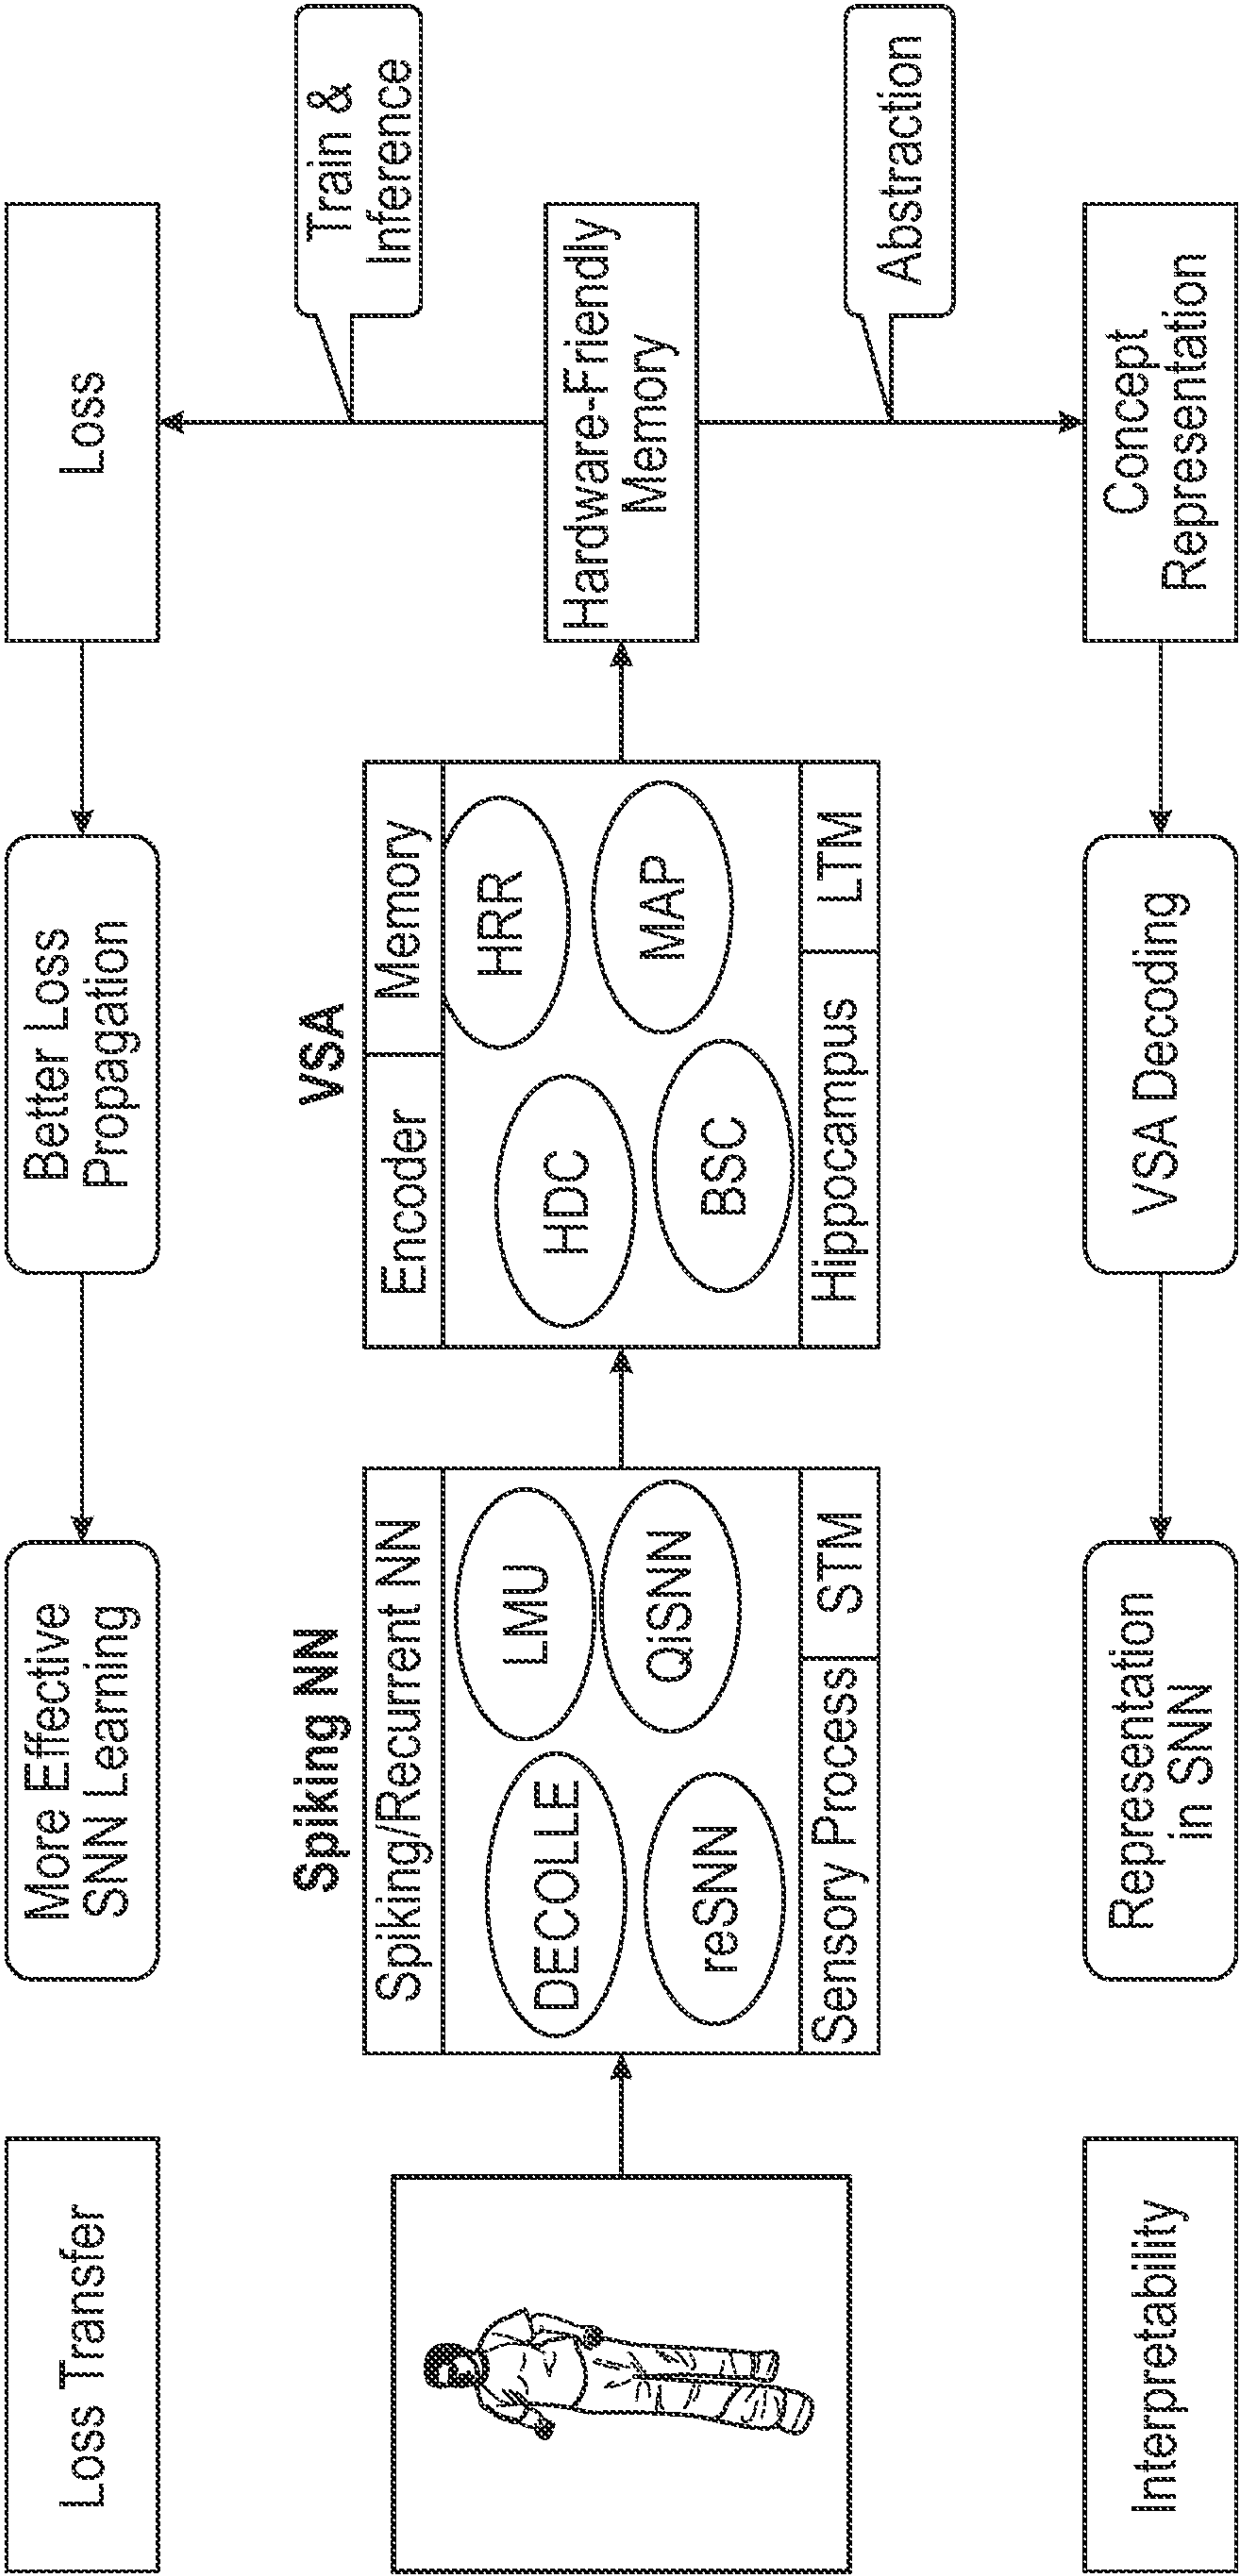 Loss Transfer
More Effective
SNN Learning
Better Loss
Propagation
Loss
Train &
Inference
Spiking NN
Spiking/Recurrent NN
DECOLLE
LMU
reSNN
QiSNN
Sensory Process
STM
VSA
Encoder
Memory
HDC
HRR
BSC
MAP
Hippocampus
LTM
Hardware-Friendly
Memory
Abstraction
Interpretability
Representation
in SNN
VSA Decoding
Concept
Representation